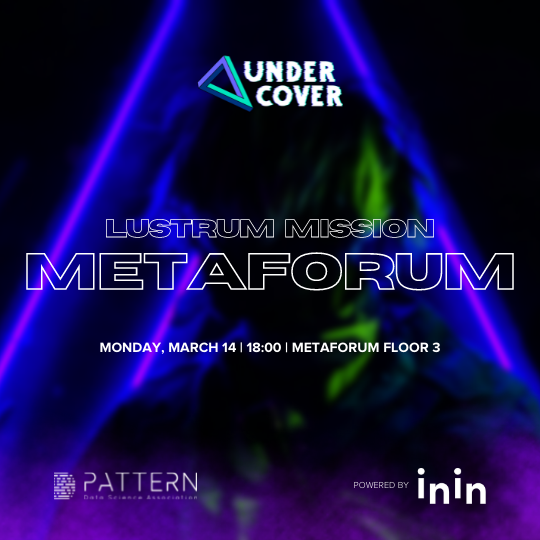 UNDER
COVER
LUSTRUM MISSION
METAFORUM
MONDAY, MARCH 14 | 18:00 | METAFORUM FLOOR 3
PATTERN
Data Science Association
POWERED BY inin